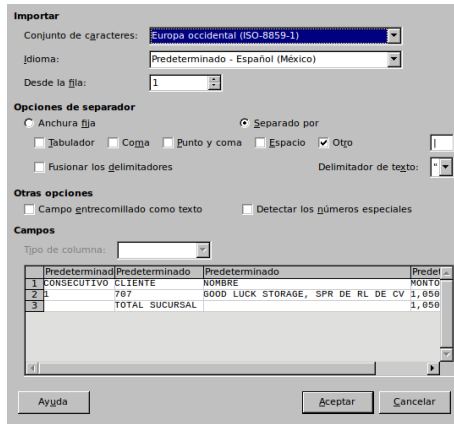 Importar
Conjunto de caracteres: Europa occidental (ISO-8859-1)
Idioma: Predeterminado - Español (México)
Desde la fila: 1
Opciones de separador
Anchura fija Separado por
Tabulador Coma Punto y coma Espacio Otro |
Fusionar los delimitadores Delimitador de texto: "
Otras opciones
Campo entrecomillado como texto Detectar los números especiales
Campos
Tipo de columna:
Predeterminad Predeterminado Predeterminado Predet
1 CONSECUTIVO CLIENTE NOMBRE MONTO
2 1 707 GOOD LUCK STORAGE, SPR DE RL DE CV 1,050
3 TOTAL SUCURSAL 1,050
Ayuda Aceptar Cancelar